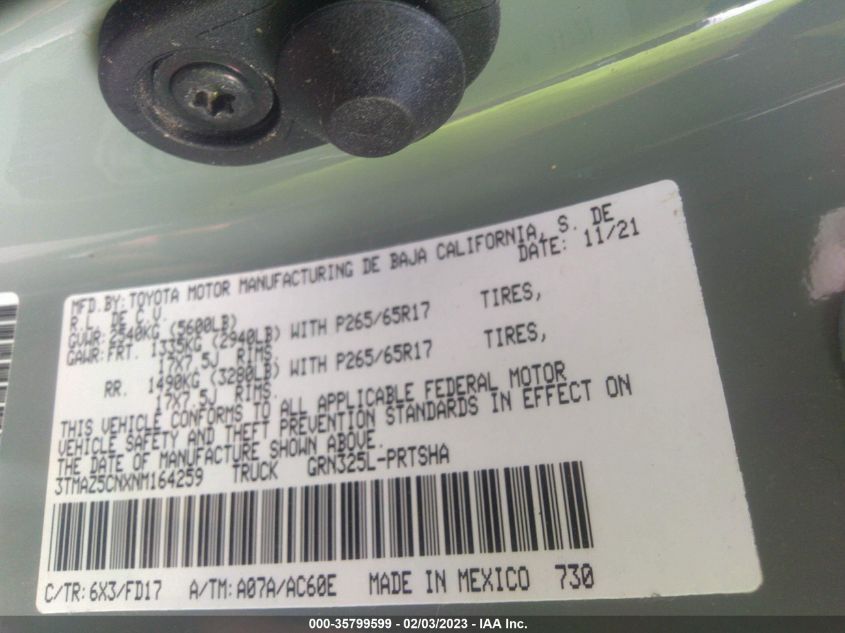 MFD.BY: TOYOTA MOTOR MANUFACTURING DE BAJA CALIFORNIA, S. DE
R.L. DE C.V. DATE: 11/21
GVWR: 2540KG (5600LB)
GAWR: FRT. 1335KG (2940LB) WITH P265/65R17 TIRES,
17X7.5J RIMS.
RR. 1490KG (3280LB) WITH P265/65R17 TIRES,
17X7.5J RIMS.
THIS VEHICLE CONFORMS TO ALL APPLICABLE FEDERAL MOTOR
VEHICLE SAFETY AND THEFT PREVENTION STANDARDS IN EFFECT ON
THE DATE OF MANUFACTURE SHOWN ABOVE.
3TMAZ5CNXNM164259 TRUCK GRN325L-PRTSHA
C/TR: 6X3/FD17 A/TM: A07A/AC60E MADE IN MEXICO 730
000-35799599 - 02/03/2023 - IAA Inc.